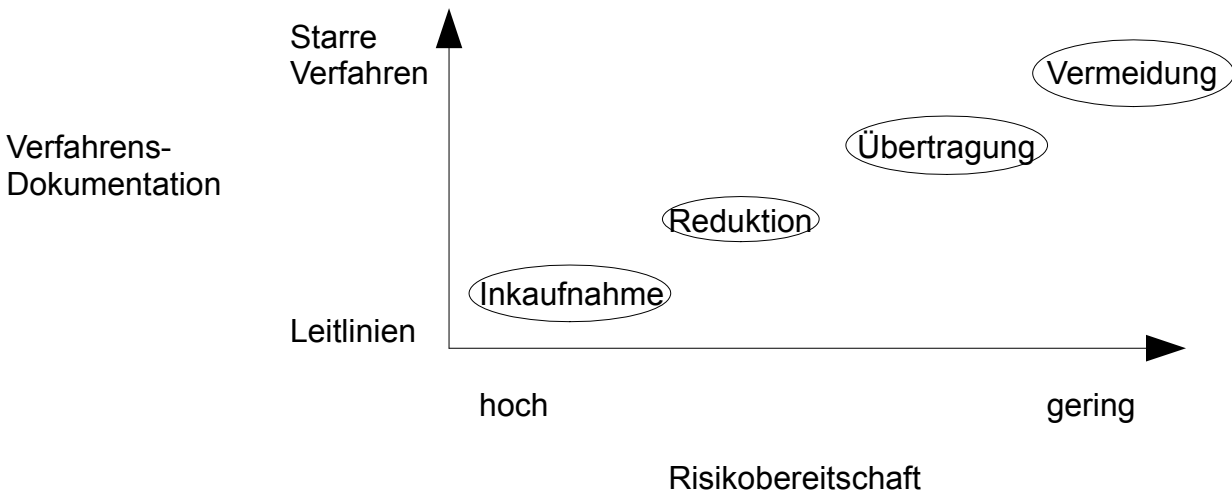 Starre
Verfahren
Vermeidung
Verfahrens-
Dokumentation
Übertragung
Reduktion
Inkaufnahme
Leitlinien
hoch
gering
Risikobereitschaft